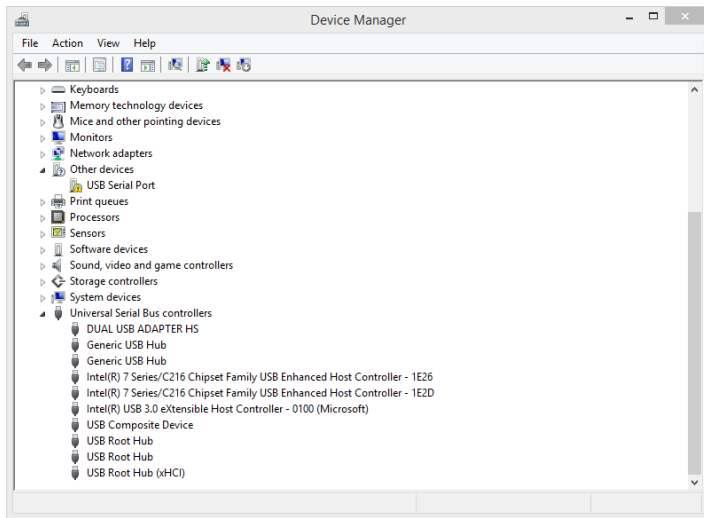 Device Manager
File Action View Help
Keyboards
Memory technology devices
Mice and other pointing devices
Monitors
Network adapters
Other devices
USB Serial Port
Print queues
Processors
Sensors
Software devices
Sound, video and game controllers
Storage controllers
System devices
Universal Serial Bus controllers
DUAL USB ADAPTER HS
Generic USB Hub
Generic USB Hub
Intel(R) 7 Series/C216 Chipset Family USB Enhanced Host Controller - 1E26
Intel(R) 7 Series/C216 Chipset Family USB Enhanced Host Controller - 1E2D
Intel(R) USB 3.0 eXtensible Host Controller - 0100 (Microsoft)
USB Composite Device
USB Root Hub
USB Root Hub
USB Root Hub (xHCI)